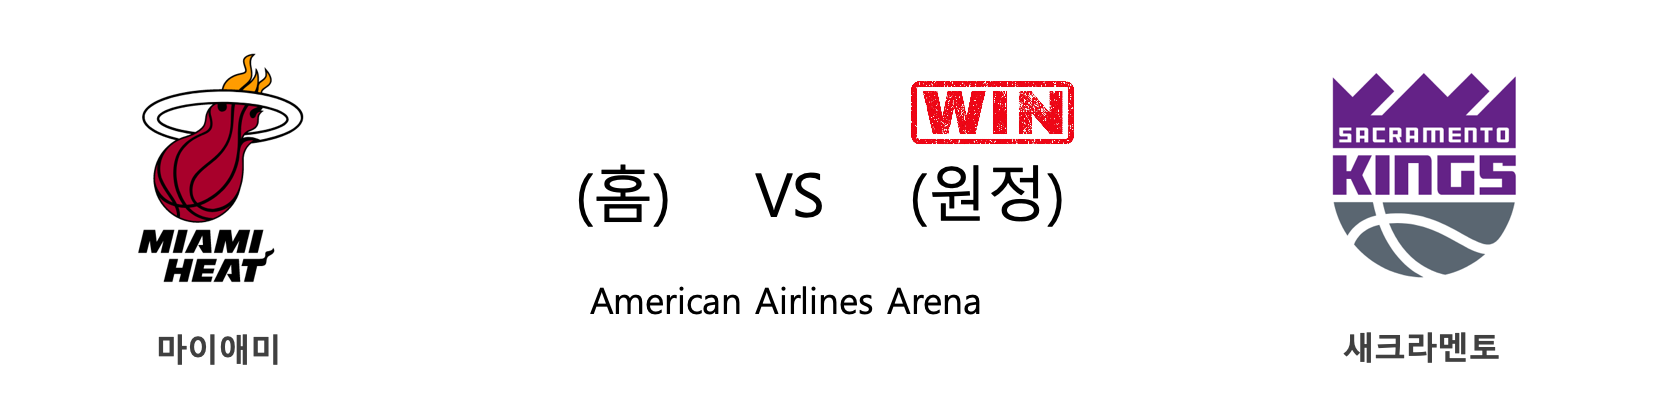 MIAMI
HEAT
마이애미
WIN
(홈) VS (원정)
American Airlines Arena
SACRAMENTO
KINGS
새크라멘토